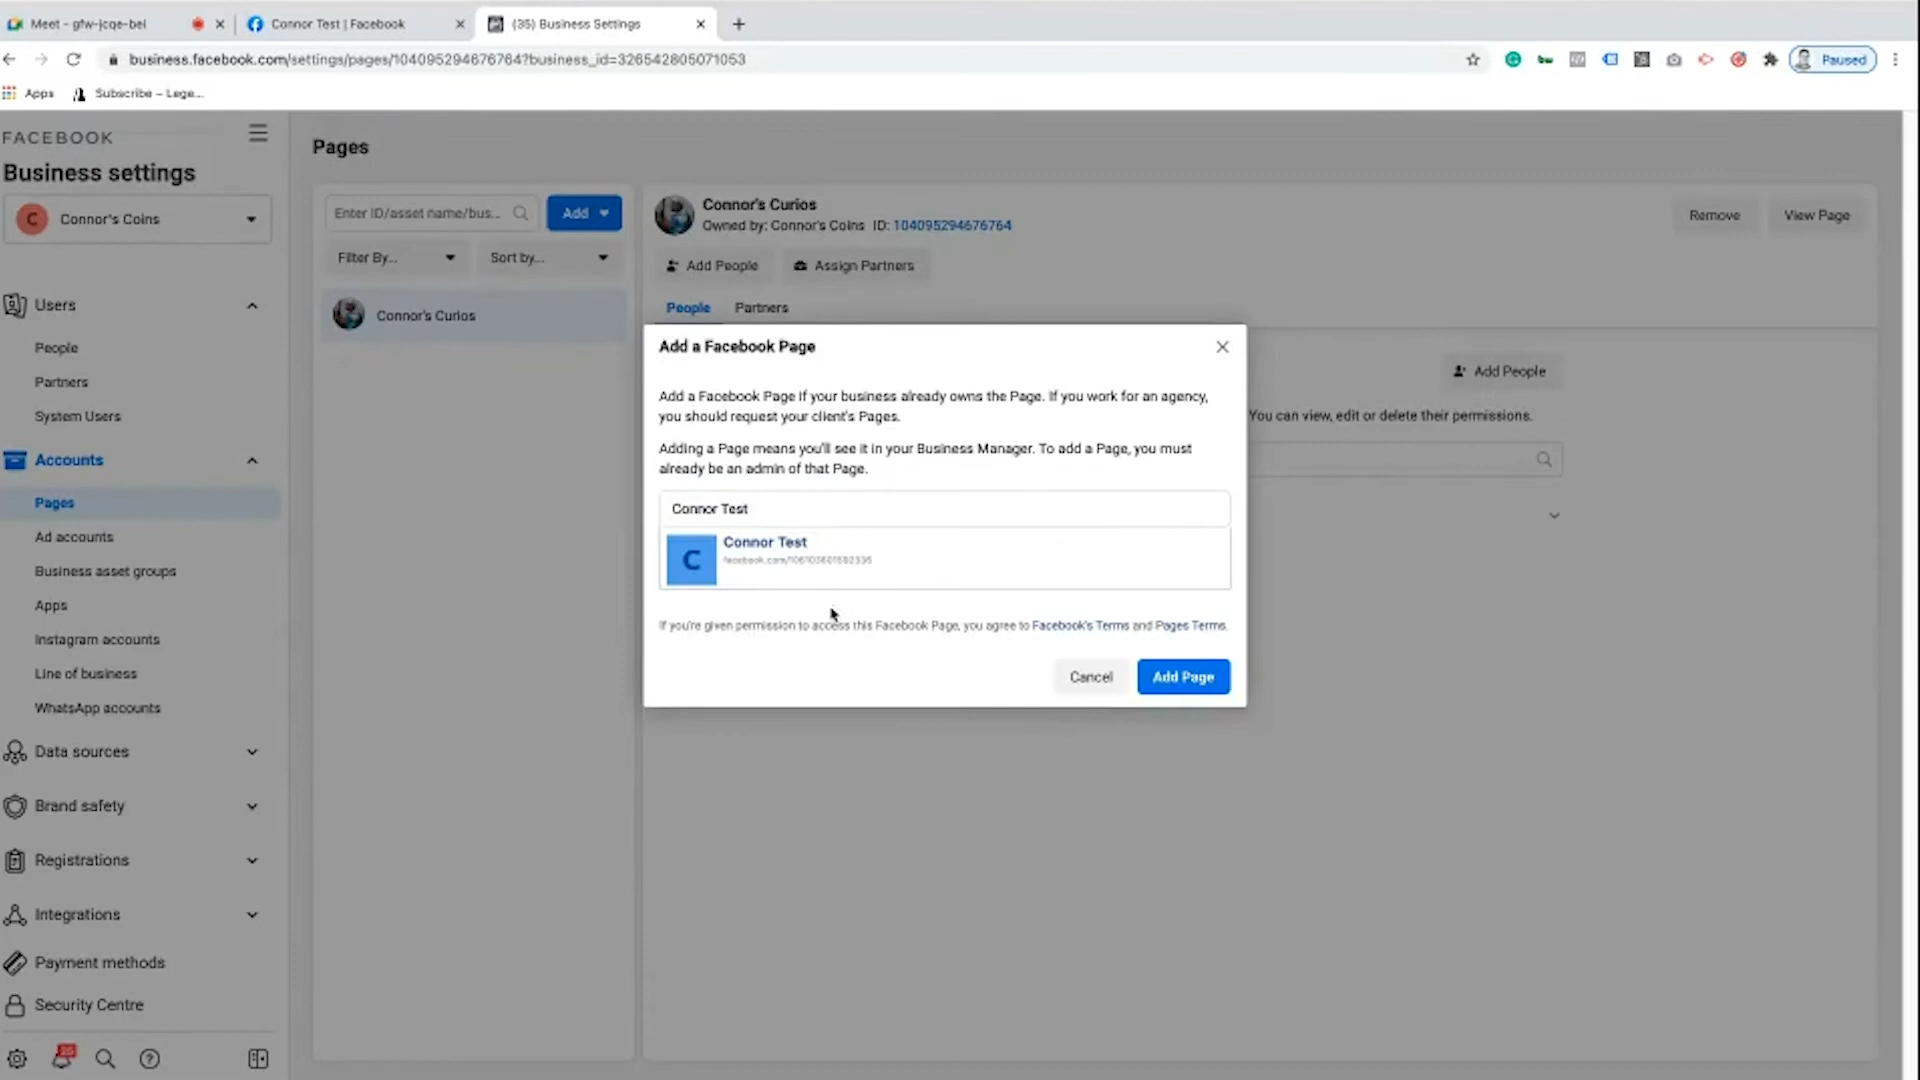 Meet - gfw-jcqe-bei
Connor Test | Facebook
(35) Business Settings
business.facebook.com/settings/pages/104095294676764?business_id=326542805071053
Paused
Apps
Subscribe – Lege...
FACEBOOK
Business settings
C
Connor's Coins
Users
People
Partners
System Users
Accounts
Pages
Ad accounts
Business asset groups
Apps
Instagram accounts
Line of business
WhatsApp accounts
Data sources
Brand safety
Registrations
Integrations
Payment methods
Security Centre
Pages
Enter ID/asset name/bus...
Add
Filter By...
Sort by...
Connor's Curios
Connor's Curios
Owned by: Connor's Coins ID: 104095294676764
Remove
View Page
Add People
Assign Partners
People
Partners
Add People
You can view, edit or delete their permissions.
Add a Facebook Page
Add a Facebook Page if your business already owns the Page. If you work for an agency,
you should request your client's Pages.
Adding a Page means you'll see it in your Business Manager. To add a Page, you must
already be an admin of that Page.
Connor Test
C
Connor Test
If you're given permission to access this Facebook Page, you agree to Facebook's Terms and Pages Terms.
Cancel
Add Page